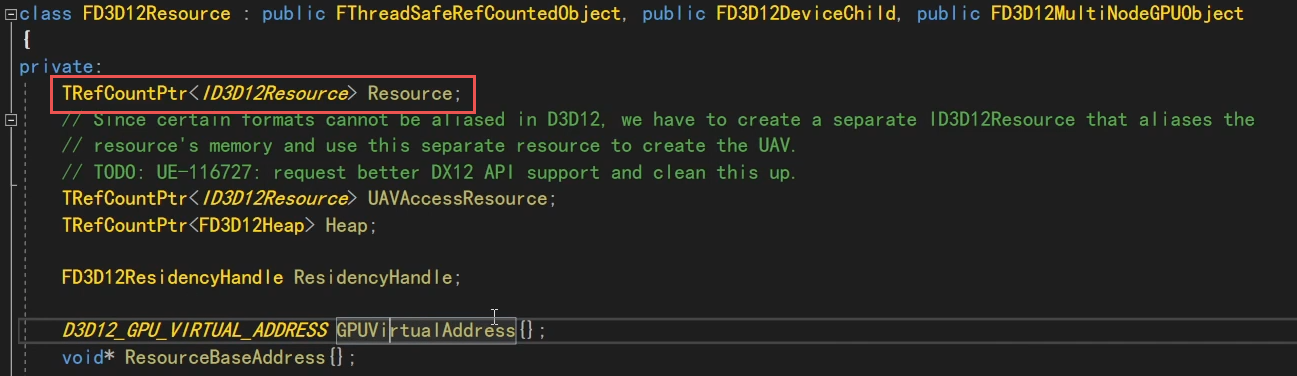 class FD3D12Resource : public FThreadSafeRefCountedObject, public FD3D12DeviceChild, public FD3D12MultiNodeGPUObject
{
private:
TRefCountPtr<ID3D12Resource> Resource;
// Since certain formats cannot be aliased in D3D12, we have to create a separate ID3D12Resource that aliases the
// resource's memory and use this separate resource to create the UAV.
// TODO: UE-116727: request better DX12 API support and clean this up.
TRefCountPtr<ID3D12Resource> UAVAccessResource;
TRefCountPtr<FD3D12Heap> Heap;
FD3D12ResidencyHandle ResidencyHandle;
D3D12_GPU_VIRTUAL_ADDRESS GPUVirtualAddress{};
void* ResourceBaseAddress{};